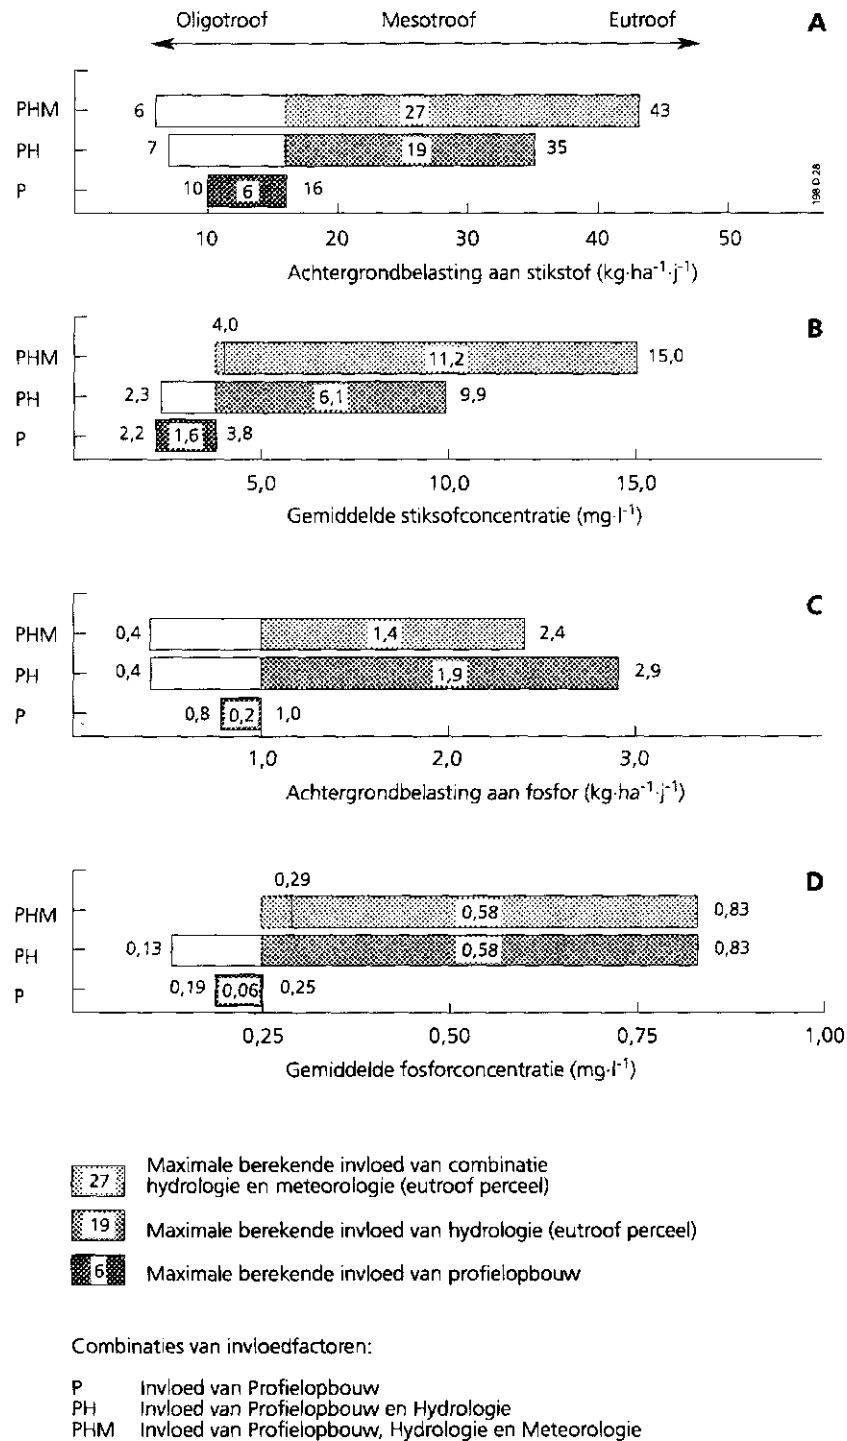 Oligotroof Mesotroof Eutroof A
PHM 6 27 43
PH 7 19 35
P 10 6 16
198 D 28
10 20 30 40 50
Achtergrondbelasting aan stikstof (kg·ha⁻¹·j⁻¹)
B
4,0
PHM 11,2 15,0
PH 2,3 6,1 9,9
P 2,2 1,6 3,8
5,0 10,0 15,0
Gemiddelde stiksofconcentratie (mg·l⁻¹)
C
PHM 0,4 1,4 2,4
PH 0,4 1,9 2,9
P 0,8 0,2 1,0
1,0 2,0 3,0
Achtergrondbelasting aan fosfor (kg·ha⁻¹·j⁻¹)
D
0,29
PHM 0,58 0,83
PH 0,13 0,58 0,83
P 0,19 0,06 0,25
0,25 0,50 0,75 1,00
Gemiddelde fosforconcentratie (mg·l⁻¹)
27 Maximale berekende invloed van combinatie
hydrologie en meteorologie (eutroof perceel)
19 Maximale berekende invloed van hydrologie (eutroof perceel)
6 Maximale berekende invloed van profielopbouw
Combinaties van invloedfactoren:
P Invloed van Profielopbouw
PH Invloed van Profielopbouw en Hydrologie
PHM Invloed van Profielopbouw, Hydrologie en Meteorologie